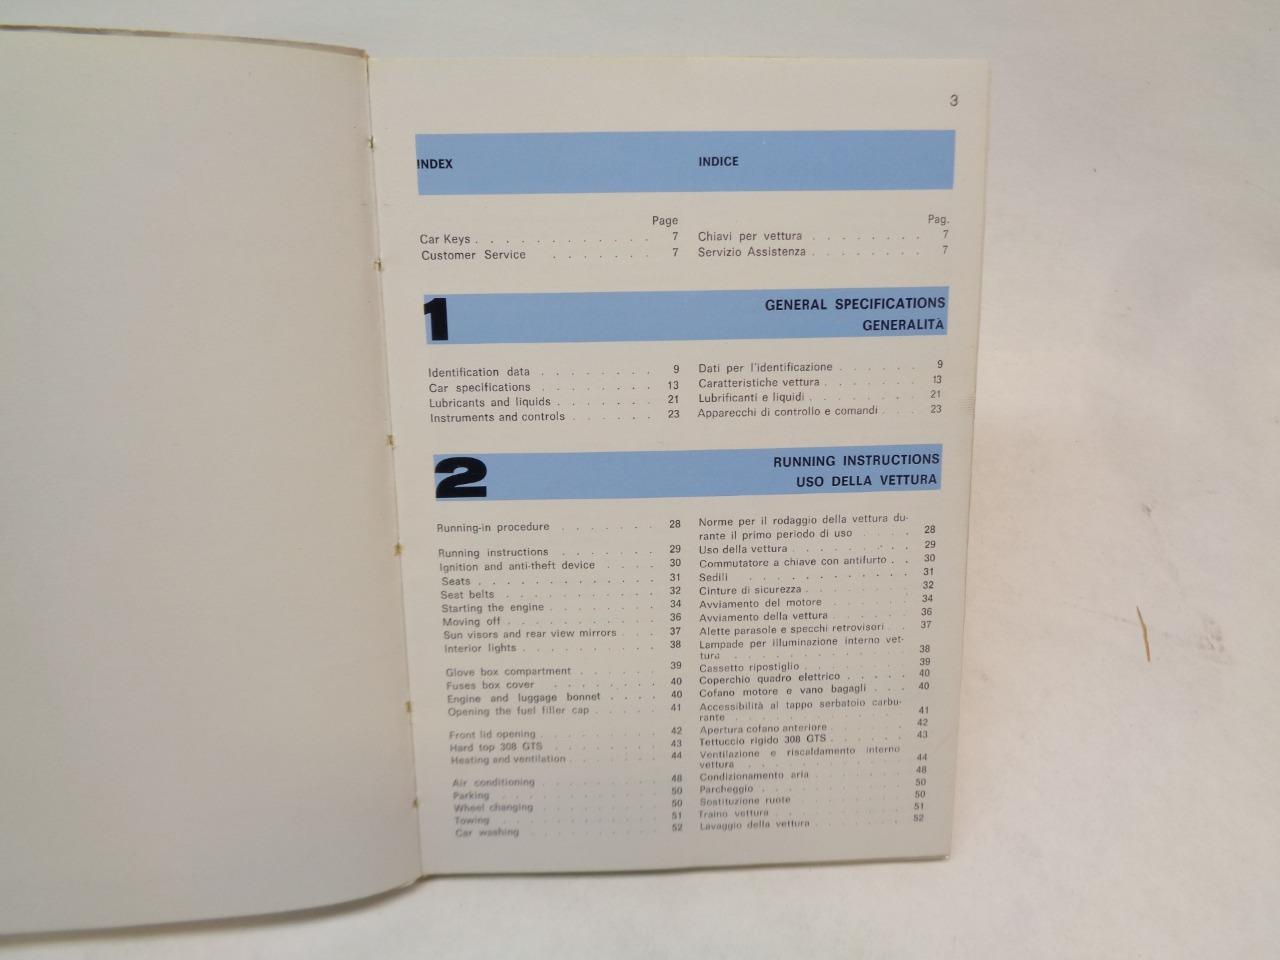 3
INDEX INDICE
Page Pag.
Car Keys . . . . . . . . . . . 7 Chiavi per vettura . . . . . . 7
Customer Service . . . . . . . 7 Servizio Assistenza . . . . . . 7
1 GENERAL SPECIFICATIONS
GENERALITÀ
Identification data . . . . . . . 9 Dati per l'identificazione . . . . . 9
Car specifications . . . . . . . 13 Caratteristiche vettura . . . . . . 13
Lubricants and liquids . . . . . . 21 Lubrificanti e liquidi . . . . . . . 21
Instruments and controls . . . . . 23 Apparecchi di controllo e comandi . . . 23
2 RUNNING INSTRUCTIONS
USO DELLA VETTURA
Running-in procedure . . . . . . . 28 Norme per il rodaggio della vettura du-
rante il primo periodo di uso . . . . 28
Running instructions . . . . . . . 29 Uso della vettura . . . . . . . . 29
Ignition and anti-theft device . . . . 30 Commutatore a chiave con antifurto . . 30
Seats . . . . . . . . . . . . . 31 Sedili . . . . . . . . . . . 31
Seat belts . . . . . . . . . . . 32 Cinture di sicurezza . . . . . . . 32
Starting the engine . . . . . . . . 34 Avviamento del motore . . . . . . 34
Moving off . . . . . . . . . . . 36 Avviamento della vettura . . . . . . 36
Sun visors and rear view mirrors . . . 37 Alette parasole e specchi retrovisori . . 37
Interior lights . . . . . . . . . . 38 Lampade per illuminazione interno vet-
tura . . . . . . . . . . . . 38
Glove box compartment . . . . . . 39 Cassetto ripostiglio . . . . . . . 39
Fuses box cover . . . . . . . . 40 Coperchio quadro elettrico . . . . . 40
Engine and luggage bonnet . . . . 40 Cofano motore e vano bagagli . . . 40
Opening the fuel filler cap . . . . . 41 Accessibilità al tappo serbatoio carbu-
rante . . . . . . . . . . . . 41
Front lid opening . . . . . . . . 42 Apertura cofano anteriore . . . . . . 42
Hard top 308 GTS . . . . . . . . 43 Tettuccio rigido 308 GTS . . . . . . 43
Heating and ventilation . . . . . . 44 Ventilazione e riscaldamento interno
vettura . . . . . . . . . . . 44
Air conditioning . . . . . . . . . 48 Condizionamento aria . . . . . . . 48
Parking . . . . . . . . . . . . 50 Parcheggio . . . . . . . . . . 50
Wheel changing . . . . . . . . . 50 Sostituzione ruote . . . . . . . . 50
Towing . . . . . . . . . . . . 51 Traino vettura . . . . . . . . . 51
Car washing . . . . . . . . . . 52 Lavaggio della vettura . . . . . . . 52